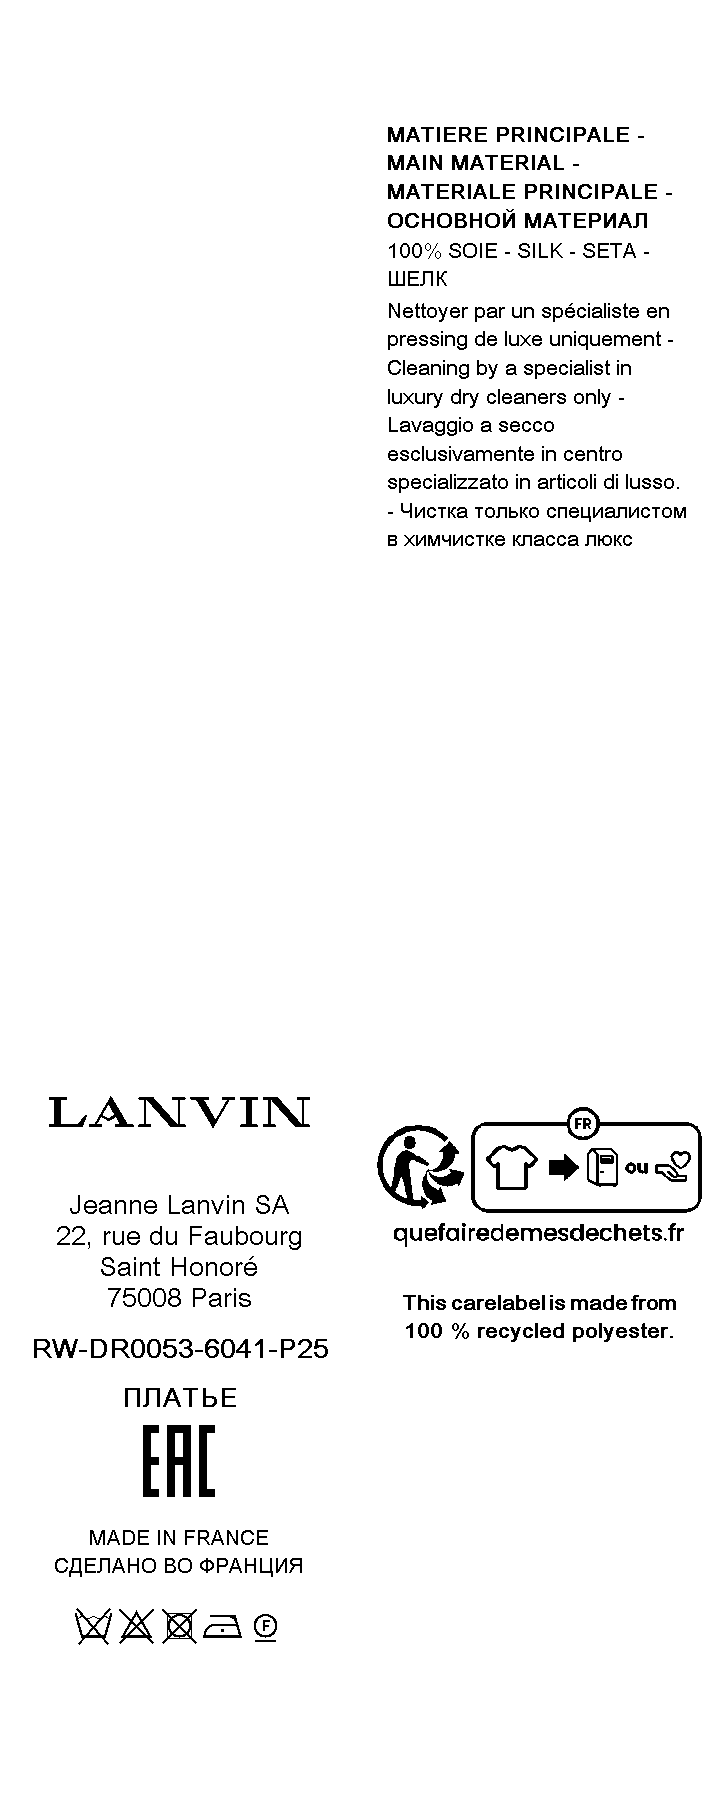 MATIERE PRINCIPALE -
MAIN MATERIAL -
MATERIALE PRINCIPALE -
ОСНОВНОЙ МАТЕРИАЛ
100% SOIE - SILK - SETA -
ШЕЛК
Nettoyer par un spécialiste en
pressing de luxe uniquement -
Cleaning by a specialist in
luxury dry cleaners only -
Lavaggio a secco
esclusivamente in centro
specializzato in articoli di lusso.
- Чистка только специалистом
в химчистке класса люкс
LANVIN
Jeanne Lanvin SA
22, rue du Faubourg
Saint Honoré
75008 Paris
RW-DR0053-6041-P25
ПЛАТЬЕ
EAC
MADE IN FRANCE
СДЕЛАНО ВО ФРАНЦИЯ
F
FR
ou
quefairedemesdechets.fr
This carelabel is made from
100 % recycled polyester.